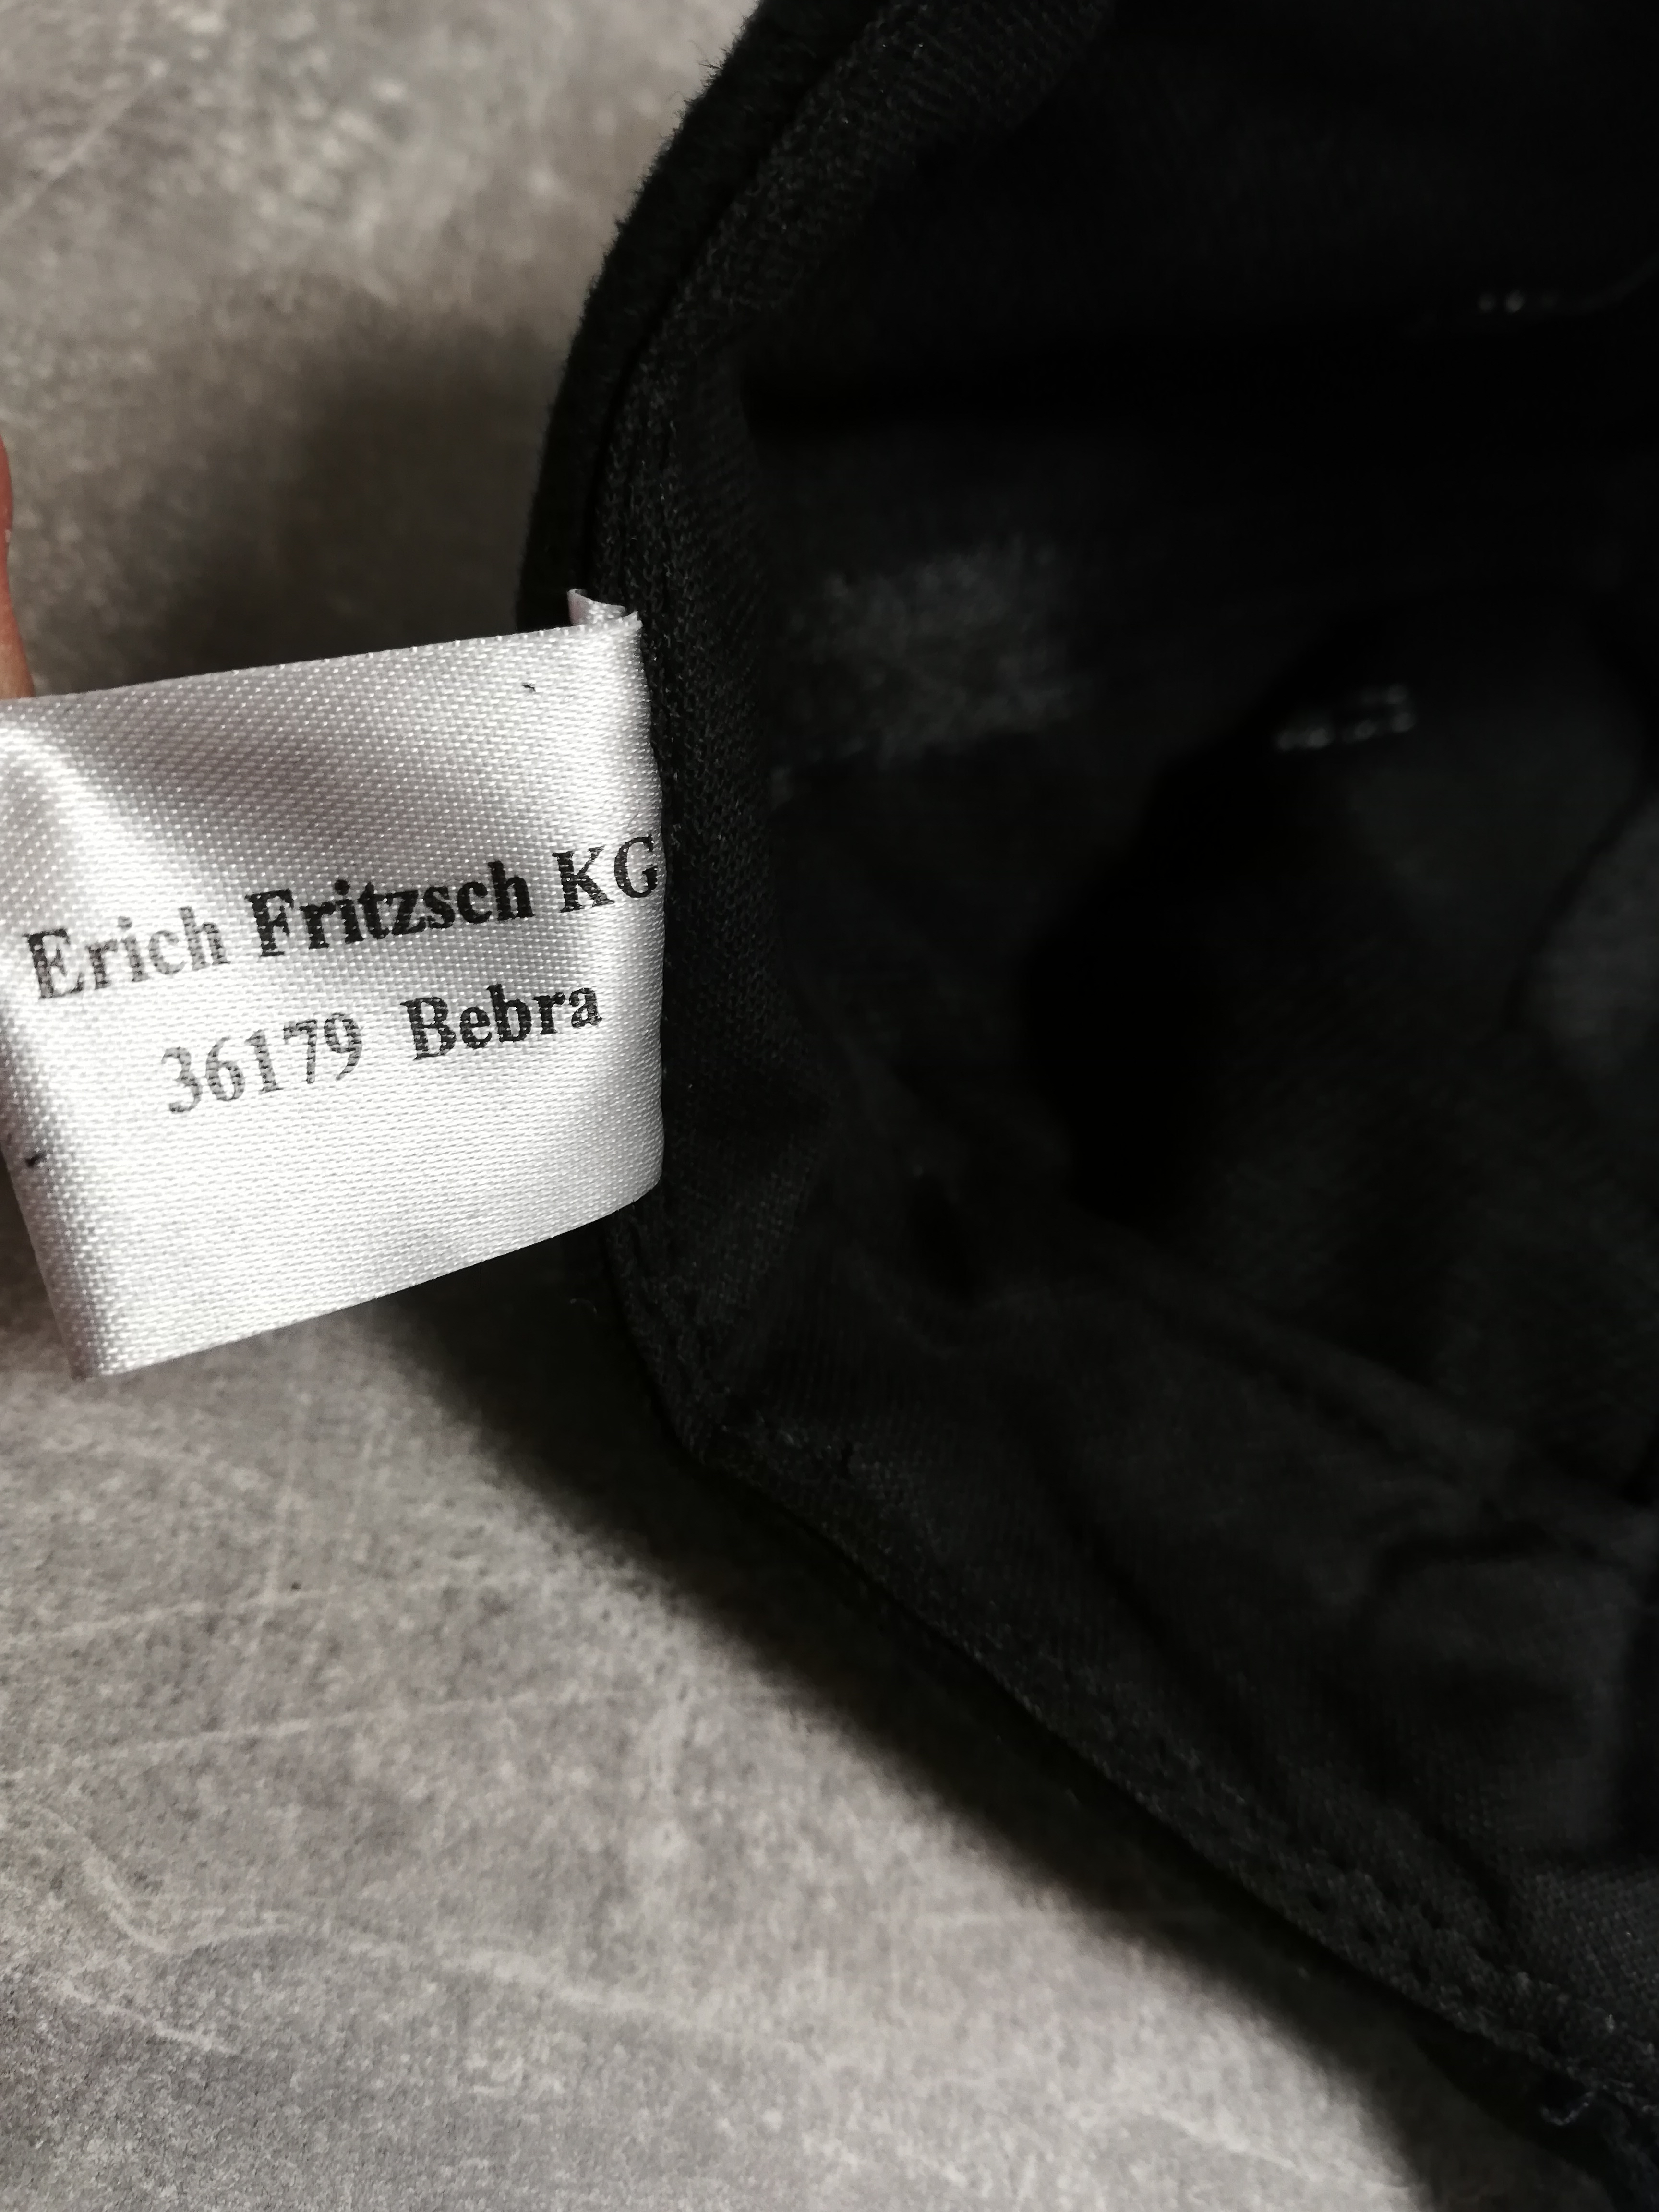 Erich Fritzsch KG
36179 Bebra